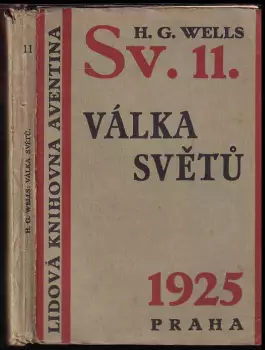 11
H. G. WELLS: VÁLKA SVĚTŮ.
LIDOVÁ KNIHOVNA AVENTINA
H. G. WELLS
Sv. 11.
VÁLKA
SVĚTŮ
1925
PRAHA